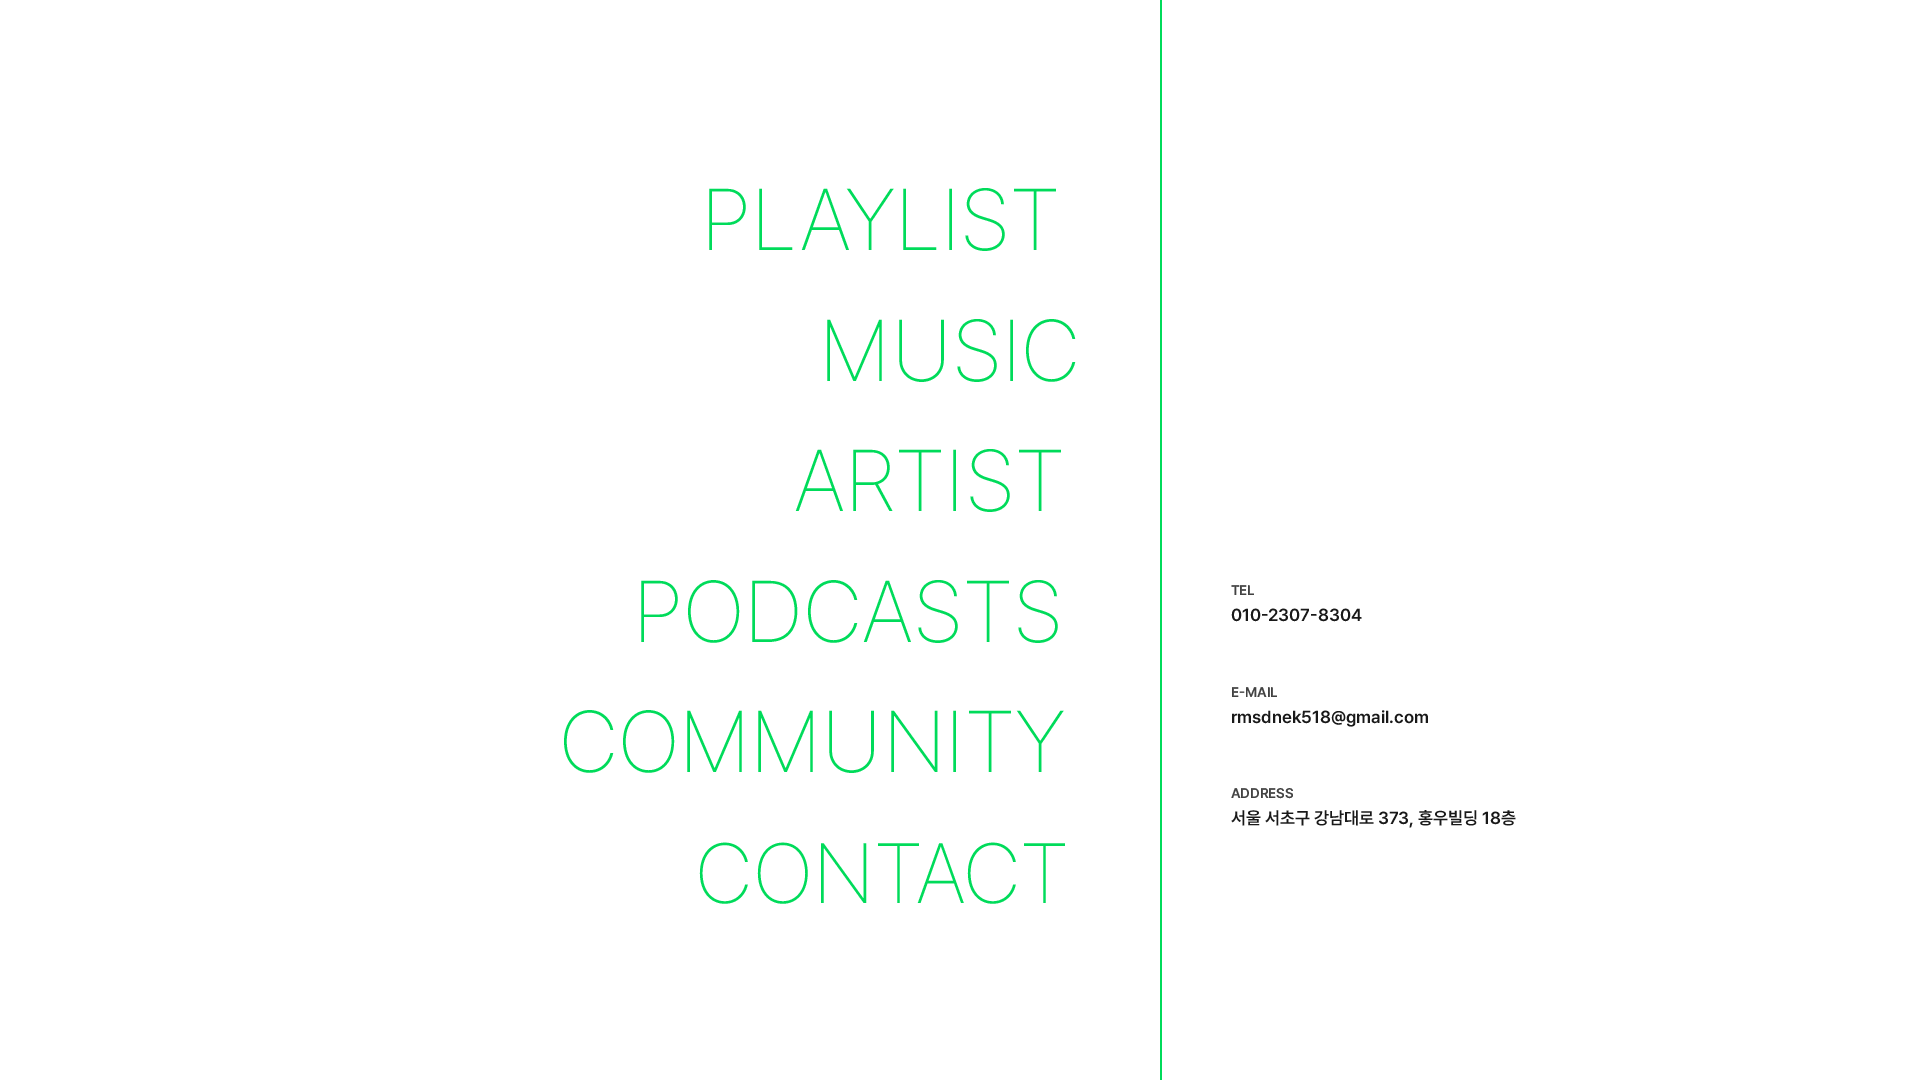 PLAYLIST
MUSIC
ARTIST
PODCASTS
COMMUNITY
CONTACT
TEL
010-2307-8304
E-MAIL
rmsdnek518@gmail.com
ADDRESS
서울 서초구 강남대로 373, 홍우빌딩 18층